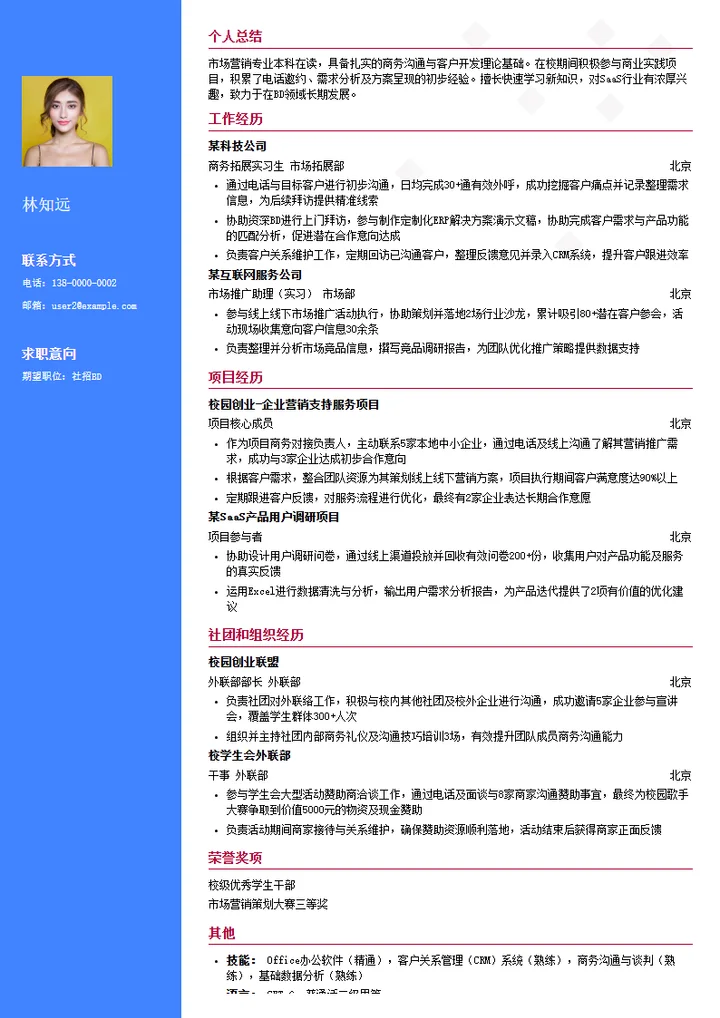 林知远
联系方式
电话：138-0000-0002
邮箱：user2@example.com
求职意向
期望职位：社招BD
个人总结
市场营销专业本科在读，具备扎实的商务沟通与客户开发理论基础。在校期间积极参与商业实践项
目，积累了电话邀约、需求分析及方案呈现的初步经验。擅长快速学习新知识，对SaaS行业有浓厚兴
趣，致力于在BD领域长期发展。
工作经历
某科技公司
商务拓展实习生 市场拓展部 北京
• 通过电话与目标客户进行初步沟通，日均完成30+通有效外呼，成功挖掘客户痛点并记录整理需求
信息，为后续拜访提供精准线索
• 协助资深BD进行上门拜访，参与制作定制化ERP解决方案演示文稿，协助完成客户需求与产品功能
的匹配分析，促进潜在合作意向达成
• 负责客户关系维护工作，定期回访已沟通客户，整理反馈意见并录入CRM系统，提升客户跟进效率
某互联网服务公司
市场推广助理（实习） 市场部 北京
• 参与线上线下市场推广活动执行，协助策划并落地2场行业沙龙，累计吸引80+潜在客户参会，活
动现场收集意向客户信息30余条
• 负责整理并分析市场竞品信息，撰写竞品调研报告，为团队优化推广策略提供数据支持
项目经历
校园创业-企业营销支持服务项目
项目核心成员 北京
• 作为项目商务对接负责人，主动联系5家本地中小企业，通过电话及线上沟通了解其营销推广需
求，成功与3家企业达成初步合作意向
• 根据客户需求，整合团队资源为其策划线上线下营销方案，项目执行期间客户满意度达90%以上
• 定期跟进客户反馈，对服务流程进行优化，最终有2家企业表达长期合作意愿
某SaaS产品用户调研项目
项目参与者 北京
• 协助设计用户调研问卷，通过线上渠道投放并回收有效问卷200+份，收集用户对产品功能及服务
的真实反馈
• 运用Excel进行数据清洗与分析，输出用户需求分析报告，为产品迭代提供了2项有价值的优化建
议
社团和组织经历
校园创业联盟
外联部部长 外联部 北京
• 负责社团对外联络工作，积极与校内其他社团及校外企业进行沟通，成功邀请5家企业参与宣讲
会，覆盖学生群体300+人次
• 组织并主持社团内部商务礼仪及沟通技巧培训3场，有效提升团队成员商务沟通能力
校学生会外联部
干事 外联部 北京
• 参与学生会大型活动赞助商洽谈工作，通过电话及面谈与8家商家沟通赞助事宜，最终为校园歌手
大赛争取到价值5000元的物资及现金赞助
• 负责活动期间商家接待与关系维护，确保赞助资源顺利落地，活动结束后获得商家正面反馈
荣誉奖项
校级优秀学生干部
市场营销策划大赛三等奖
其他
• 技能： Office办公软件（精通），客户关系管理（CRM）系统（熟练），商务沟通与谈判（熟
练），基础数据分析（熟练）